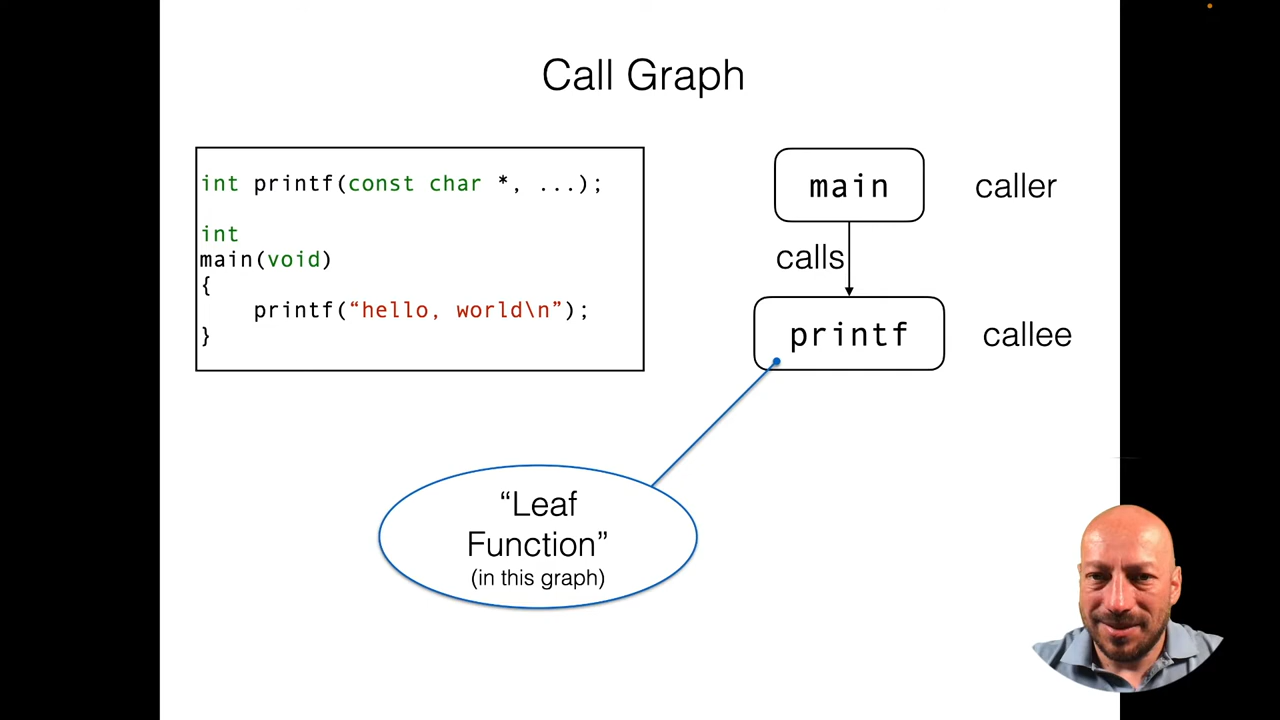 Call Graph
int printf(const char *, ...);
int
main(void)
{
    printf(“hello, world\n”);
}
main
caller
calls
printf
callee
“Leaf
Function”
(in this graph)